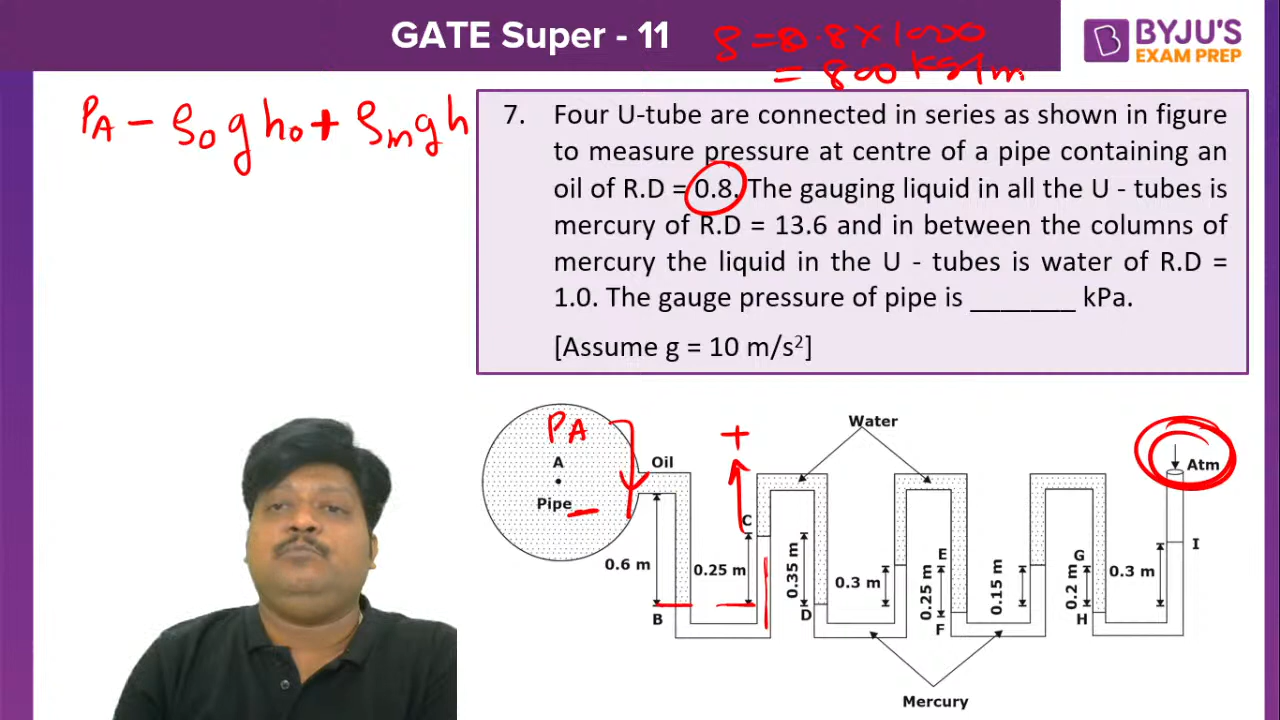 GATE Super - 11
BYJU'S
EXAM PREP
ρ = 0.8 × 1000
= 800 kg/m
P_A - ρ_o g h_o + ρ_m g h
7. Four U-tube are connected in series as shown in figure
to measure pressure at centre of a pipe containing an
oil of R.D = 0.8. The gauging liquid in all the U - tubes is
mercury of R.D = 13.6 and in between the columns of
mercury the liquid in the U - tubes is water of R.D =
1.0. The gauge pressure of pipe is _______ kPa.
[Assume g = 10 m/s²]
P_A
+
Water
A
Oil
Atm
Pipe
C
0.6 m
0.25 m
0.35 m
0.3 m
E
0.25 m
0.15 m
G
0.2 m
0.3 m
I
B
D
F
H
Mercury